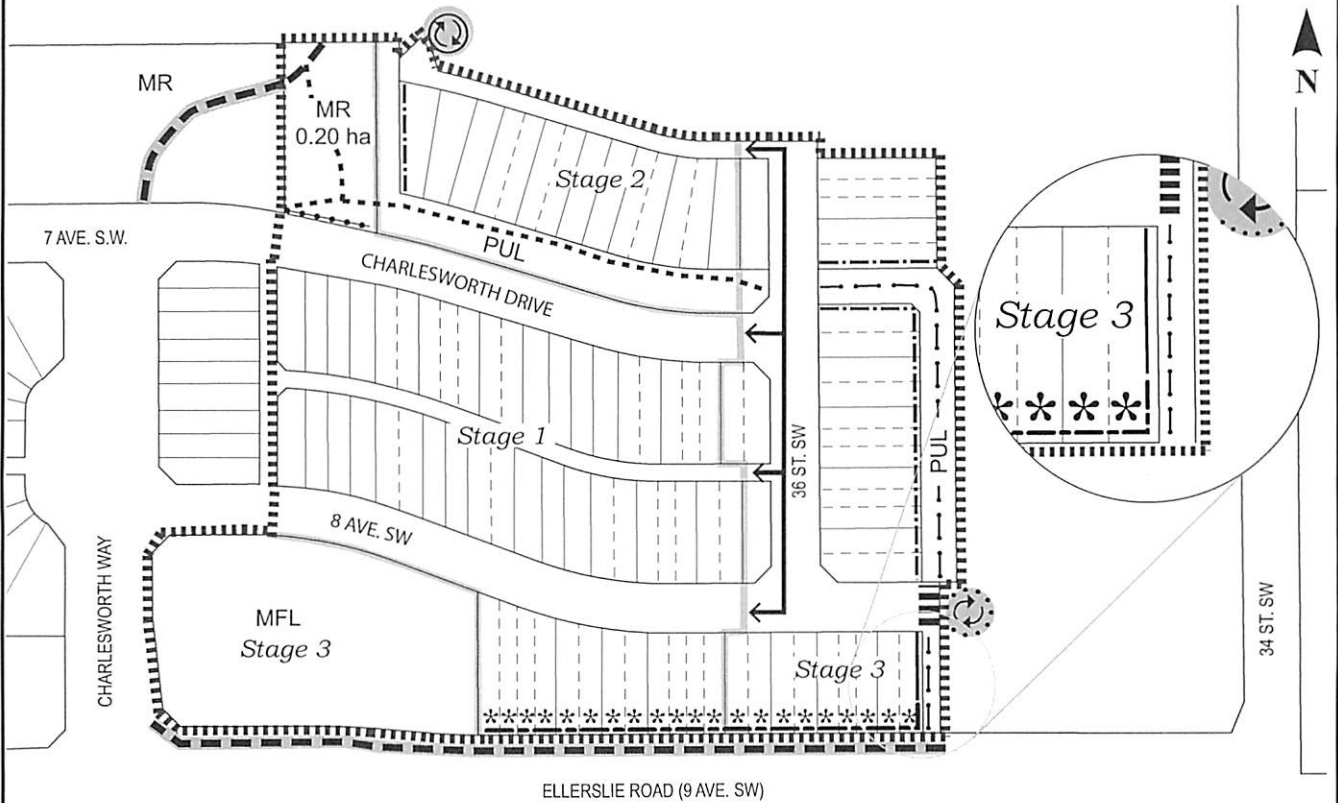 N
MR
MR
0.20 ha
Stage 2
7 AVE. S.W.
PUL
CHARLESWORTH DRIVE
Stage 3
Stage 1
36 ST. SW
PUL
8 AVE. SW
CHARLESWORTH WAY
MFL
Stage 3
Stage 3
34 ST. SW
ELLERSLIE ROAD (9 AVE. SW)